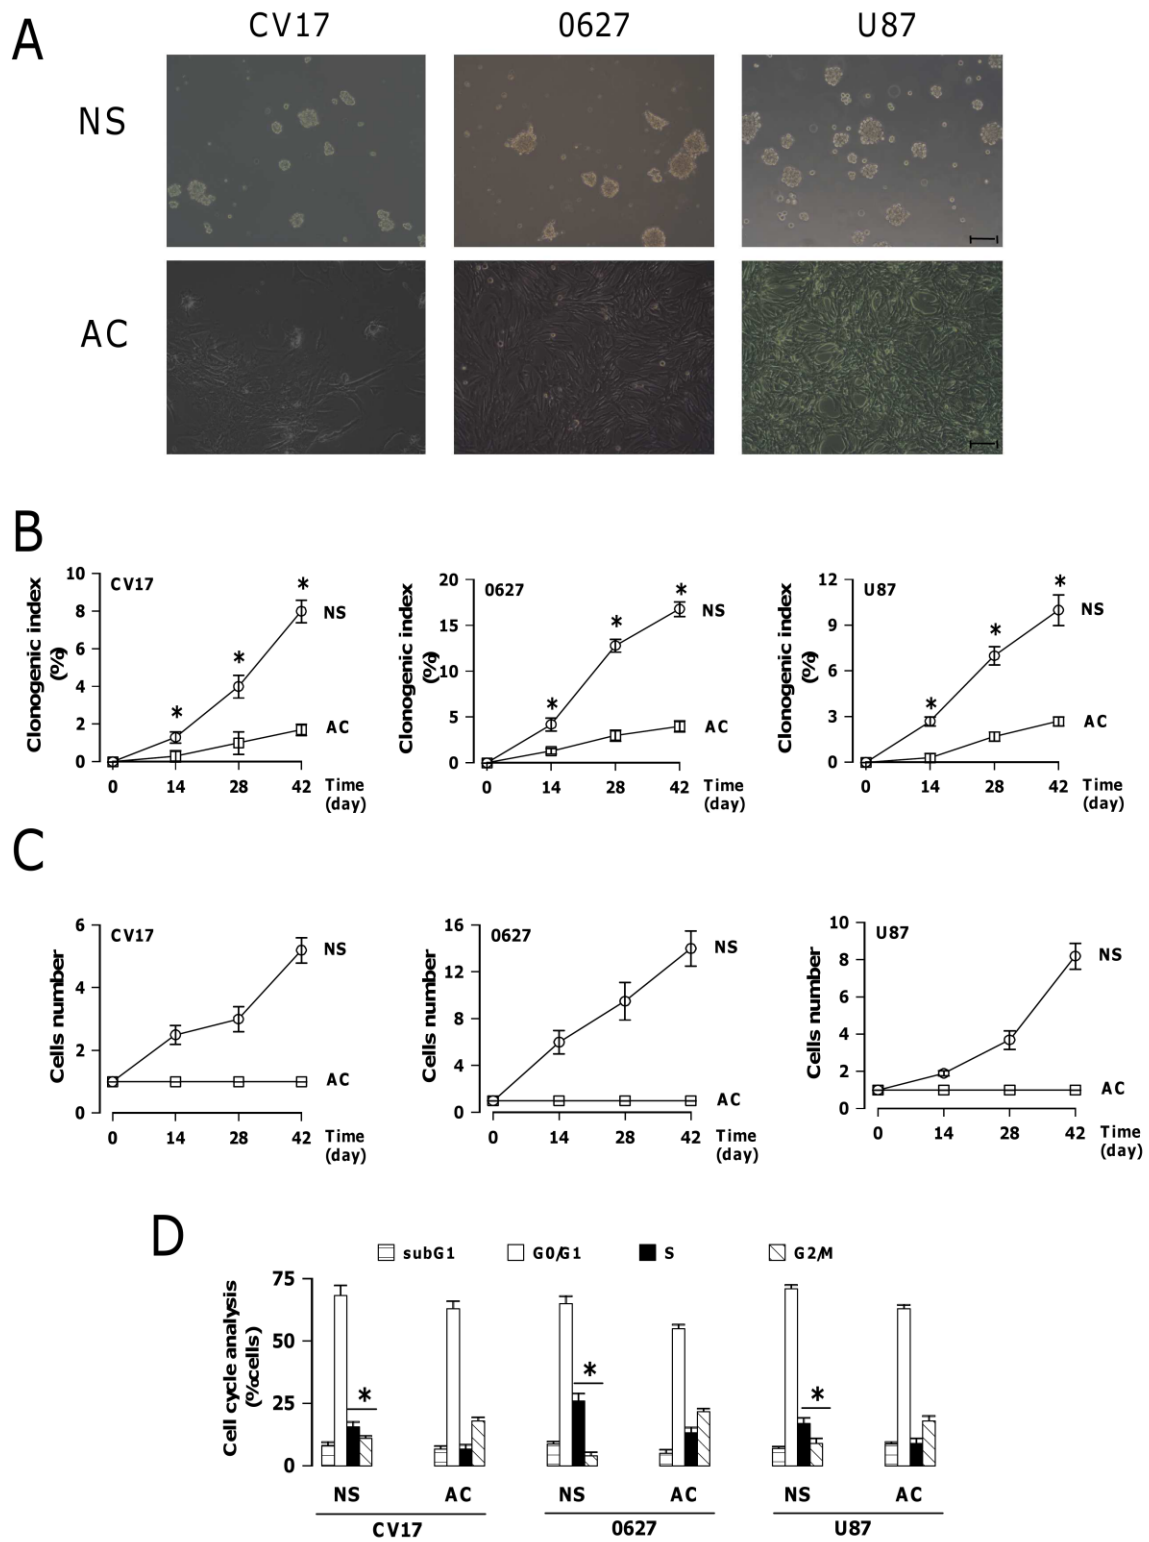 A
CV17 0627 U87
NS
AC
B
Clonogenic index
(%)
10
8
6
4
2
0
CV17
*
*
*
NS
AC
0 14 28 42 Time
(day)
Clonogenic index
(%)
20
15
10
5
0
0627
*
*
*
NS
AC
0 14 28 42 Time
(day)
Clonogenic index
(%)
12
9
6
3
0
U87
*
*
*
NS
AC
0 14 28 42 Time
(day)
C
Cells number
6
4
2
0
CV17
NS
AC
0 14 28 42 Time
(day)
Cells number
16
12
8
4
0
0627
NS
AC
0 14 28 42 Time
(day)
Cells number
10
8
6
4
2
0
U87
NS
AC
0 14 28 42 Time
(day)
D
subG1 G0/G1 S G2/M
Cell cycle analysis
(%cells)
75
50
25
0
* * *
NS AC NS AC NS AC
CV17 0627 U87